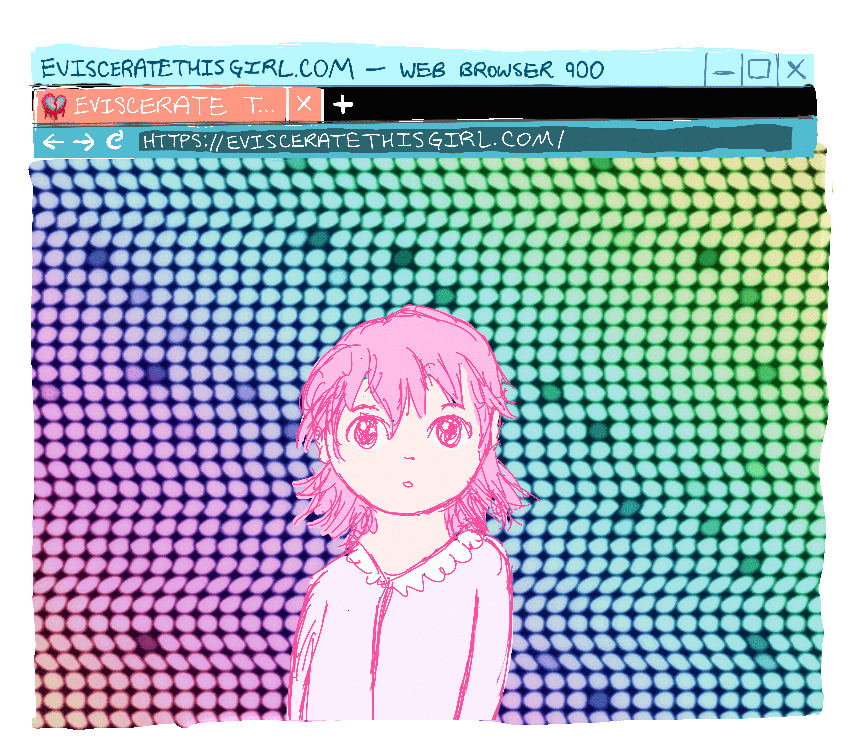 EVISCERATETHISGIRL.COM — WEB BROWSER 900
EVISCERATE T...
HTTPS://EVISCERATETHISGIRL.COM/